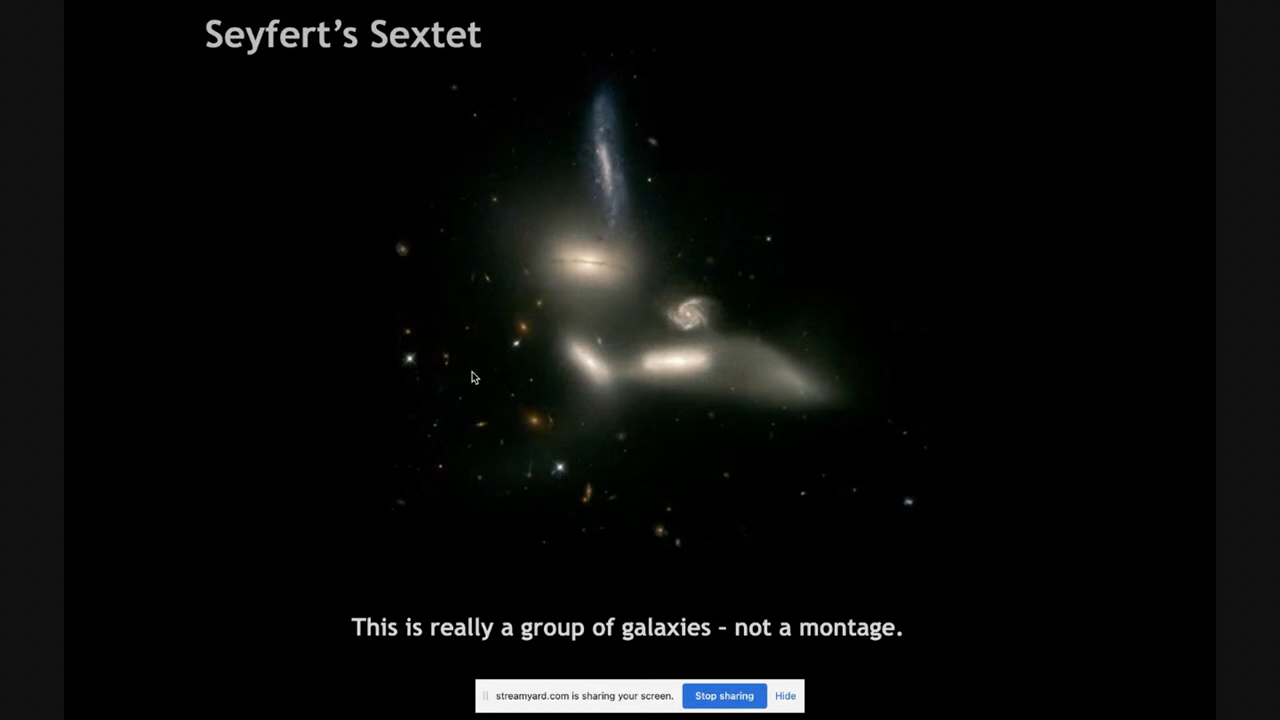 Seyfert’s Sextet
This is really a group of galaxies – not a montage.
streamyard.com is sharing your screen. Stop sharing Hide